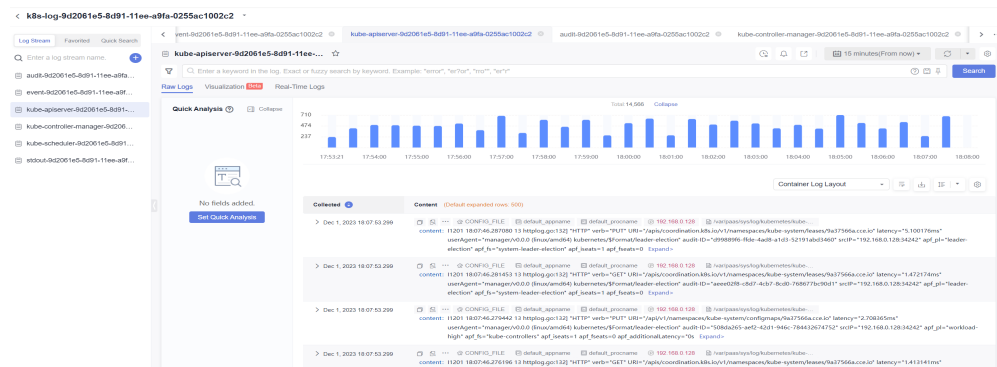 k8s-log-9d2061e5-8d91-11ee-a9fa-0255ac1002c2
Log Stream Favorited Quick Search
Enter a log stream name.
audit-9d2061e5-8d91-11ee-a9fa...
event-9d2061e5-8d91-11ee-a9f...
kube-apiserver-9d2061e5-8d91-...
kube-controller-manager-9d206...
kube-scheduler-9d2061e5-8d91-...
stdout-9d2061e5-8d91-11ee-a9f...
vent-9d2061e5-8d91-11ee-a9fa-0255ac1002c2 kube-apiserver-9d2061e5-8d91-11ee-a9fa-0255ac1002c2 audit-9d2061e5-8d91-11ee-a9fa-0255ac1002c2 kube-controller-manager-9d2061e5-8d91-11ee-a9fa-0255ac1002c2
kube-apiserver-9d2061e5-8d91-11ee-... 15 minutes(From now)
Enter a keyword in the log. Exact or fuzzy search by keyword. Example: "error", "er?or", "rro*", "er*r" Search
Raw Logs Visualization Beta Real-Time Logs
Quick Analysis Collapse
No fields added.
Set Quick Analysis
Total:14,566 Collapse
710
474
237
17:53:21 17:54:00 17:55:00 17:56:00 17:57:00 17:58:00 17:59:00 18:00:00 18:01:00 18:02:00 18:03:00 18:04:00 18:05:00 18:06:00 18:07:00 18:08:00
Container Log Layout
Collected Content (Default expanded rows: 500)
Dec 1, 2023 18:07:53.299 CONFIG_FILE default_appname default_procname 192.168.0.128 /var/paas/sys/log/kubernetes/kube-...
content: I1201 18:07:46.287080 13 httplog.go:132] "HTTP" verb="PUT" URI="/apis/coordination.k8s.io/v1/namespaces/kube-system/leases/9a37566a.cce.io" latency="5.100176ms"
userAgent="manager/v0.0.0 (linux/amd64) kubernetes/$Format/leader-election" audit-ID="d99889f6-ffde-4ad8-a1d3-52191abd3460" srcIP="192.168.0.128:34242" apf_pl="leader-
election" apf_fs="system-leader-election" apf_iseats=1 apf_fseats=0 Expand
Dec 1, 2023 18:07:53.299 CONFIG_FILE default_appname default_procname 192.168.0.128 /var/paas/sys/log/kubernetes/kube-...
content: I1201 18:07:46.281453 13 httplog.go:132] "HTTP" verb="GET" URI="/apis/coordination.k8s.io/v1/namespaces/kube-system/leases/9a37566a.cce.io" latency="1.472174ms"
userAgent="manager/v0.0.0 (linux/amd64) kubernetes/$Format/leader-election" audit-ID="aeee02f8-c8d7-4cb7-8cd0-768677bc90d1" srcIP="192.168.0.128:34242" apf_pl="leader-
election" apf_fs="system-leader-election" apf_iseats=1 apf_fseats=0 Expand
Dec 1, 2023 18:07:53.299 CONFIG_FILE default_appname default_procname 192.168.0.128 /var/paas/sys/log/kubernetes/kube-...
content: I1201 18:07:46.279442 13 httplog.go:132] "HTTP" verb="PUT" URI="/api/v1/namespaces/kube-system/configmaps/9a37566a.cce.io" latency="2.708365ms"
userAgent="manager/v0.0.0 (linux/amd64) kubernetes/$Format/leader-election" audit-ID="508da265-aef2-42d1-946c-784432674752" srcIP="192.168.0.128:34242" apf_pl="workload-
high" apf_fs="kube-controllers" apf_iseats=1 apf_fseats=0 apf_additionalLatency="0s Expand
Dec 1, 2023 18:07:53.299 CONFIG_FILE default_appname default_procname 192.168.0.128 /var/paas/sys/log/kubernetes/kube-...
content: I1201 18:07:46.276196 13 httplog.go:132] "HTTP" verb="GET" URI="/apis/coordination.k8s.io/v1/namespaces/kube-system/leases/9a37566a.cce.io" latency="1.413141ms"